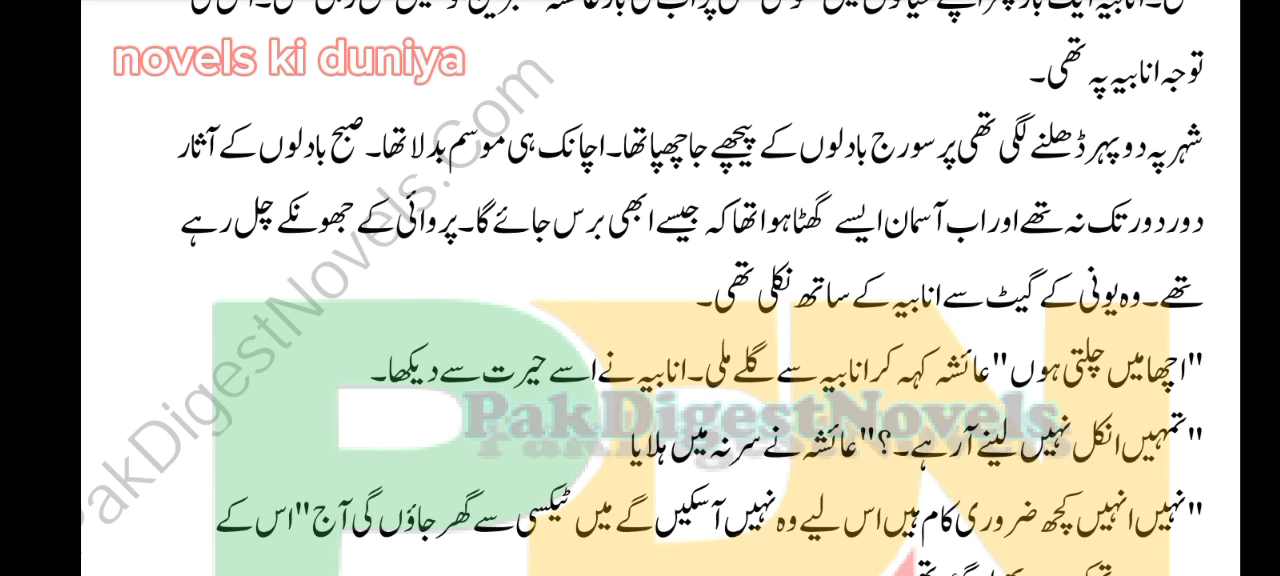 novels ki duniya
توجہ انابیہ پہ تھی۔
شہر پہ دوپہر ڈھلنے لگی تھی پر سورج بادلوں کے پیچھے جا چھپا تھا۔ اچانک ہی موسم بدلا تھا۔ صبح بادلوں کے آثار
دور دور تک نہ تھے اور اب آسمان ایسے گھٹا ہوا تھا کہ جیسے ابھی برس جائے گا۔ پروائی کے جھونکے چل رہے
تھے۔ وہ یونی کے گیٹ سے انابیہ کے ساتھ نکلی تھی۔
"اچھا میں چلتی ہوں" عائشہ کہہ کر انابیہ سے گلے ملی۔ انابیہ نے اسے حیرت سے دیکھا۔
"تمہیں انکل نہیں لینے آرہے۔؟" عائشہ نے سر نہ میں ہلایا
"نہیں انہیں کچھ ضروری کام ہیں اس لیے وہ نہیں آسکیں گے میں ٹیکسی سے گھر جاؤں گی آج" اس کے
PakDigestNovels
PakDigestNovels.Com
PDN